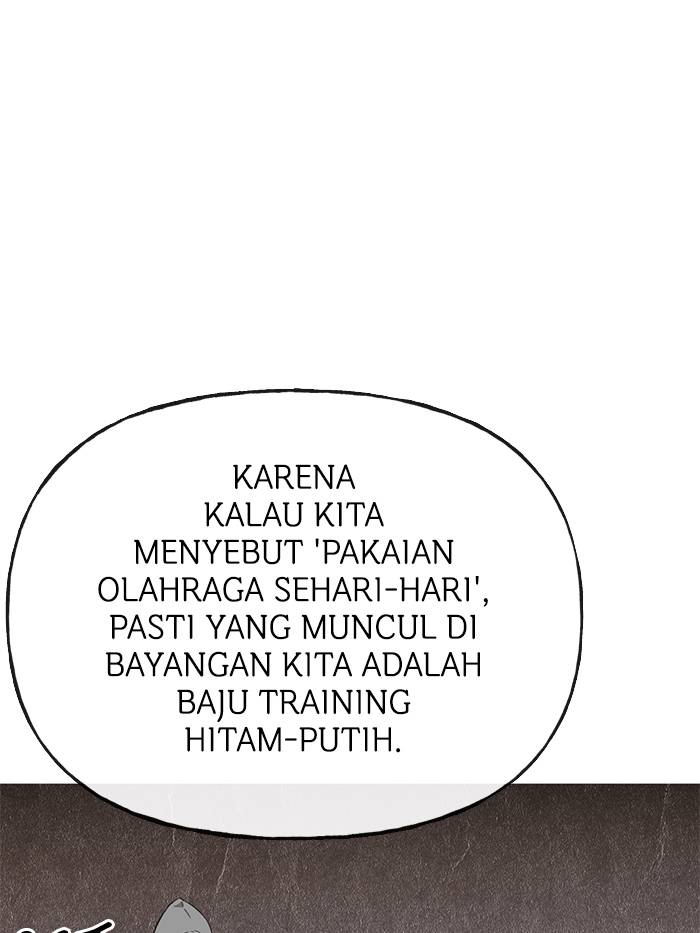 KARENA
KALAU KITA
MENYEBUT 'PAKAIAN
OLAHRAGA SEHARI-HARI',
PASTI YANG MUNCUL DI
BAYANGAN KITA ADALAH
BAJU TRAINING
HITAM-PUTIH.